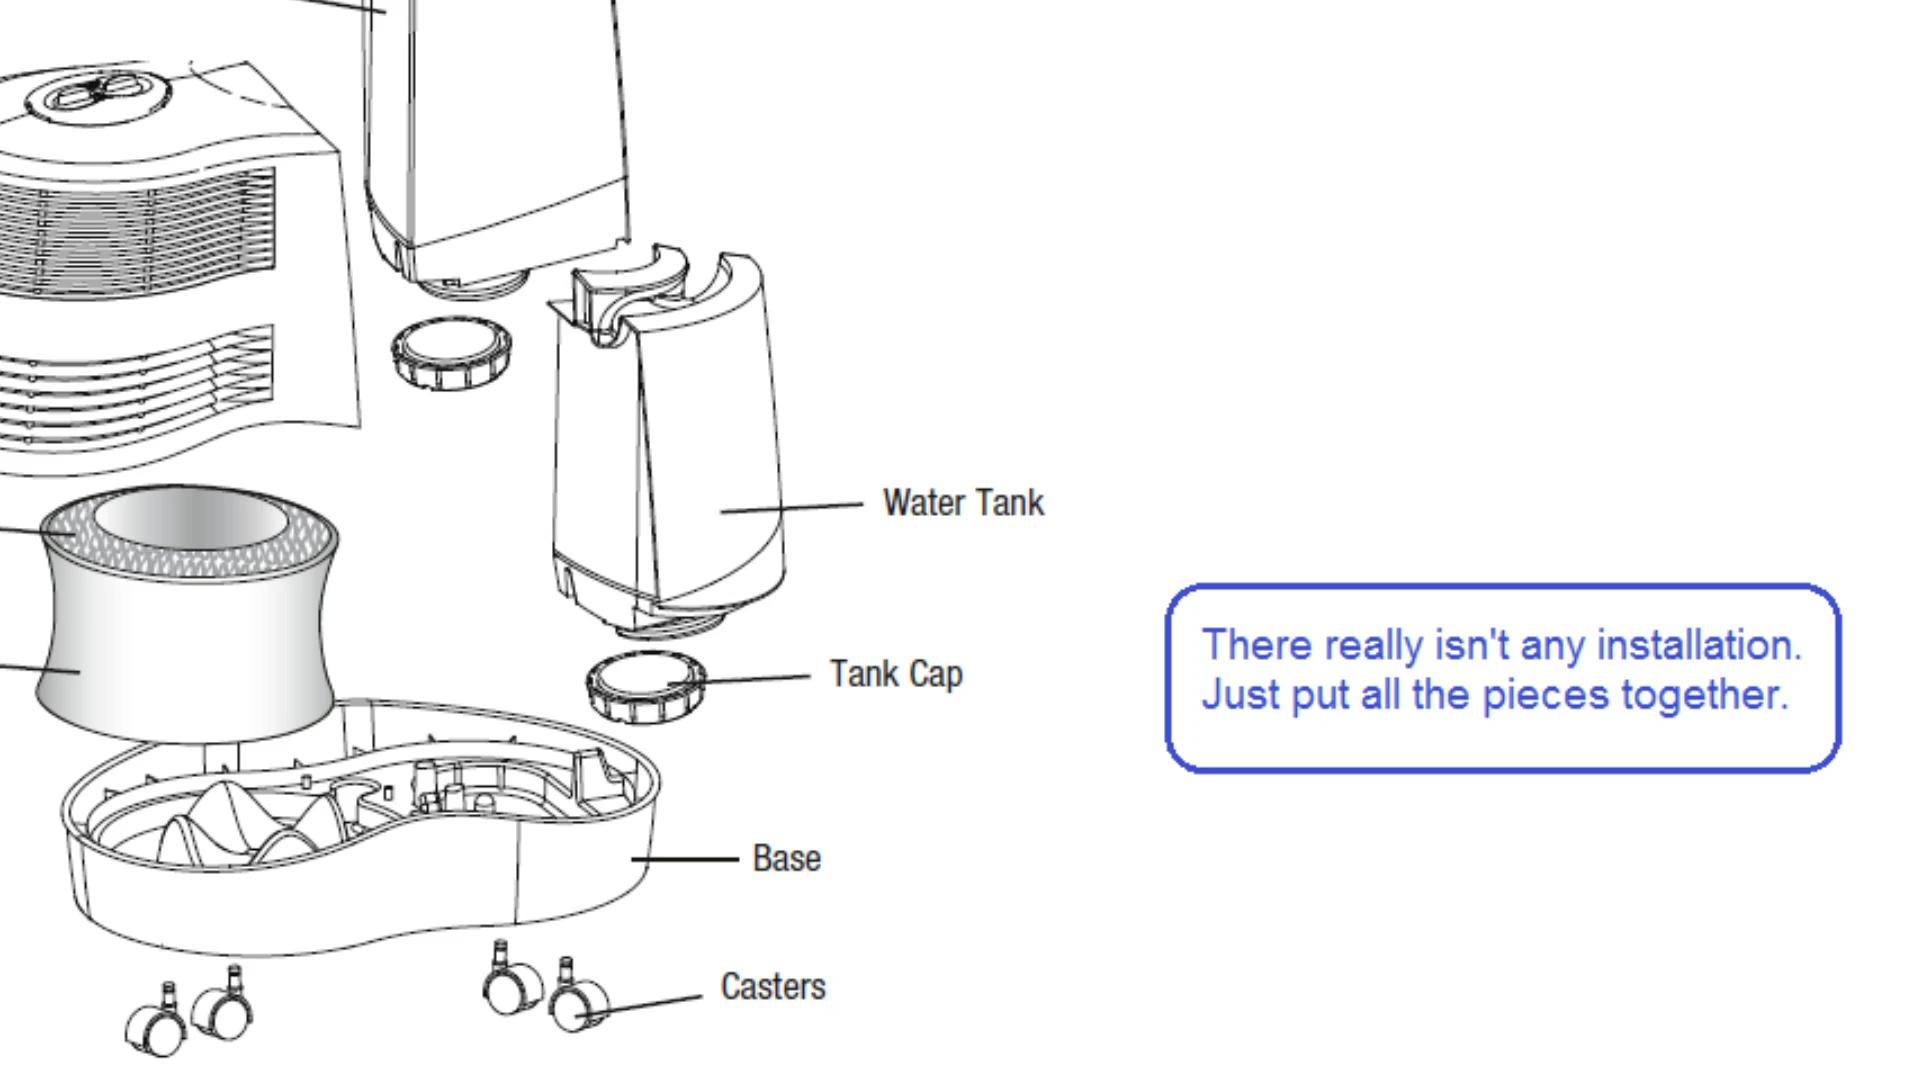 Water Tank
There really isn't any installation.
Just put all the pieces together.
Tank Cap
Base
Casters